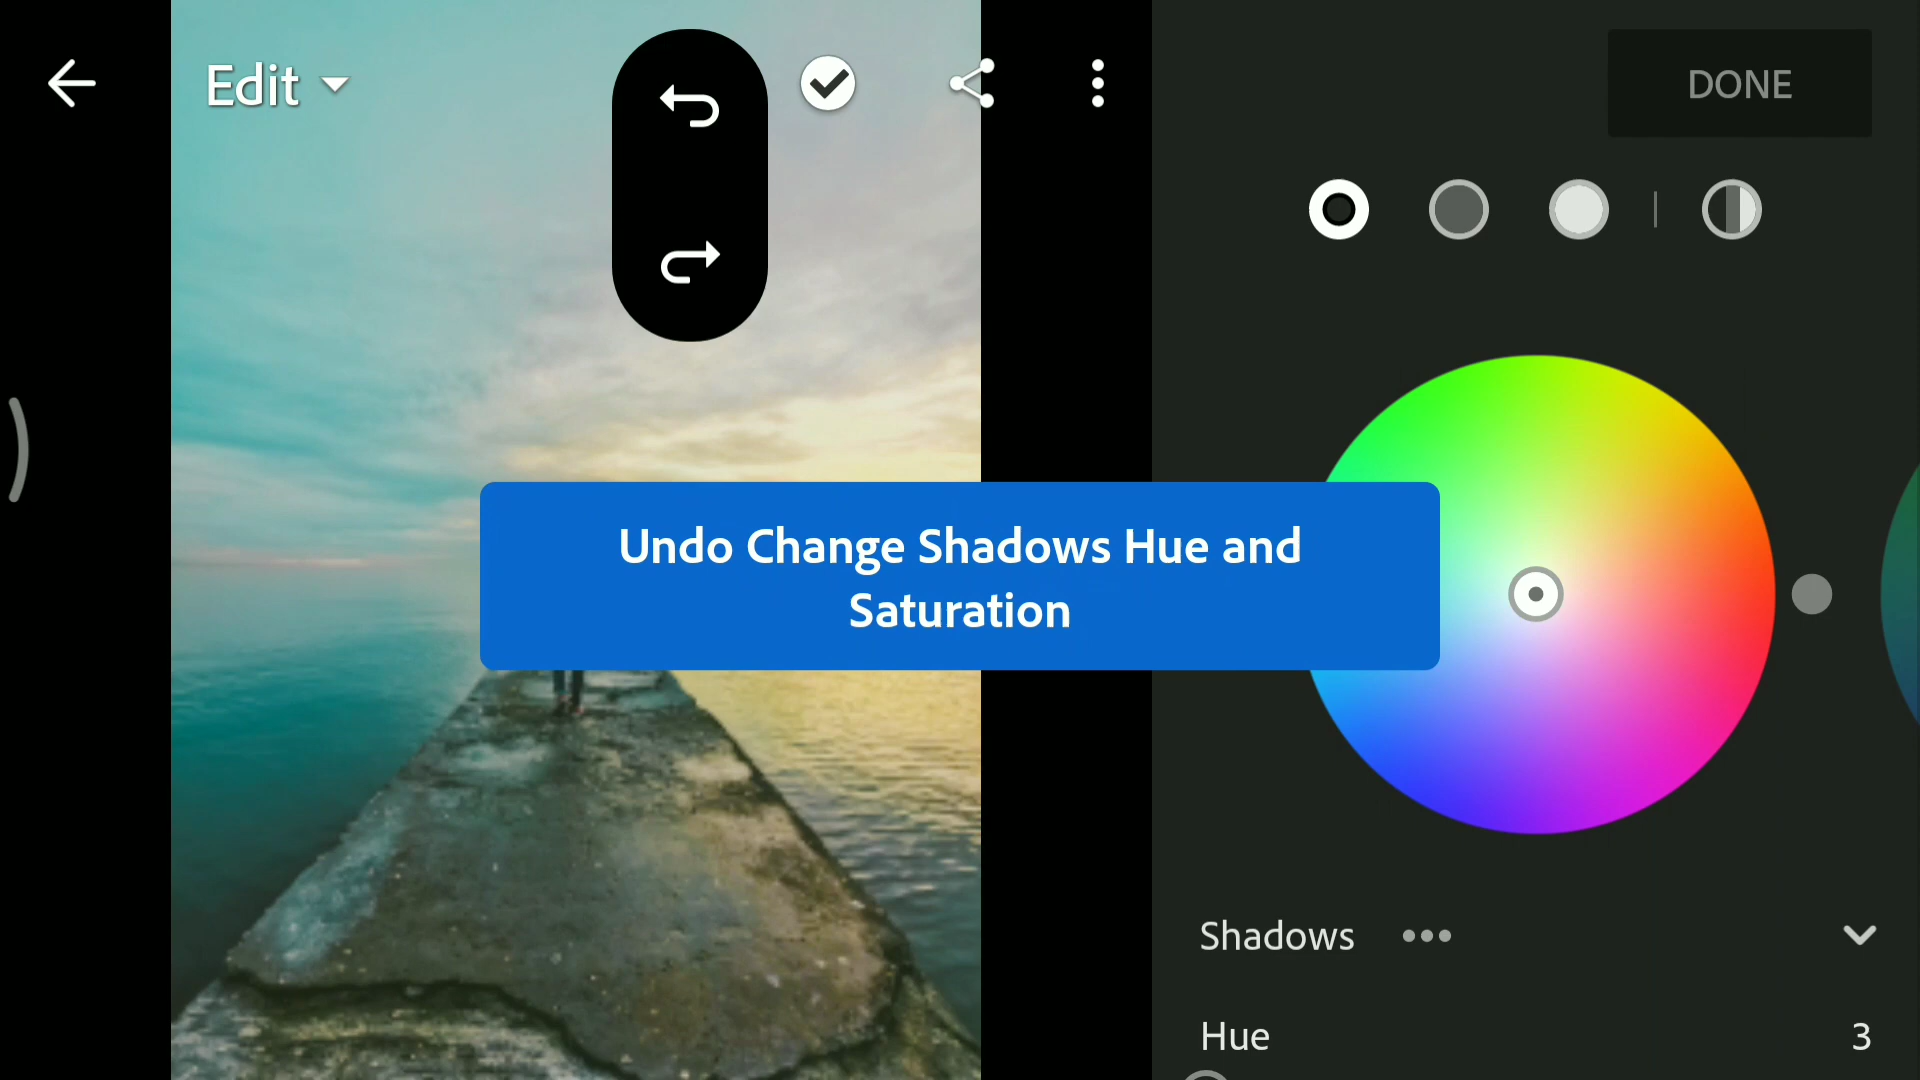 Edit
DONE
Undo Change Shadows Hue and
Saturation
Shadows
Hue 3